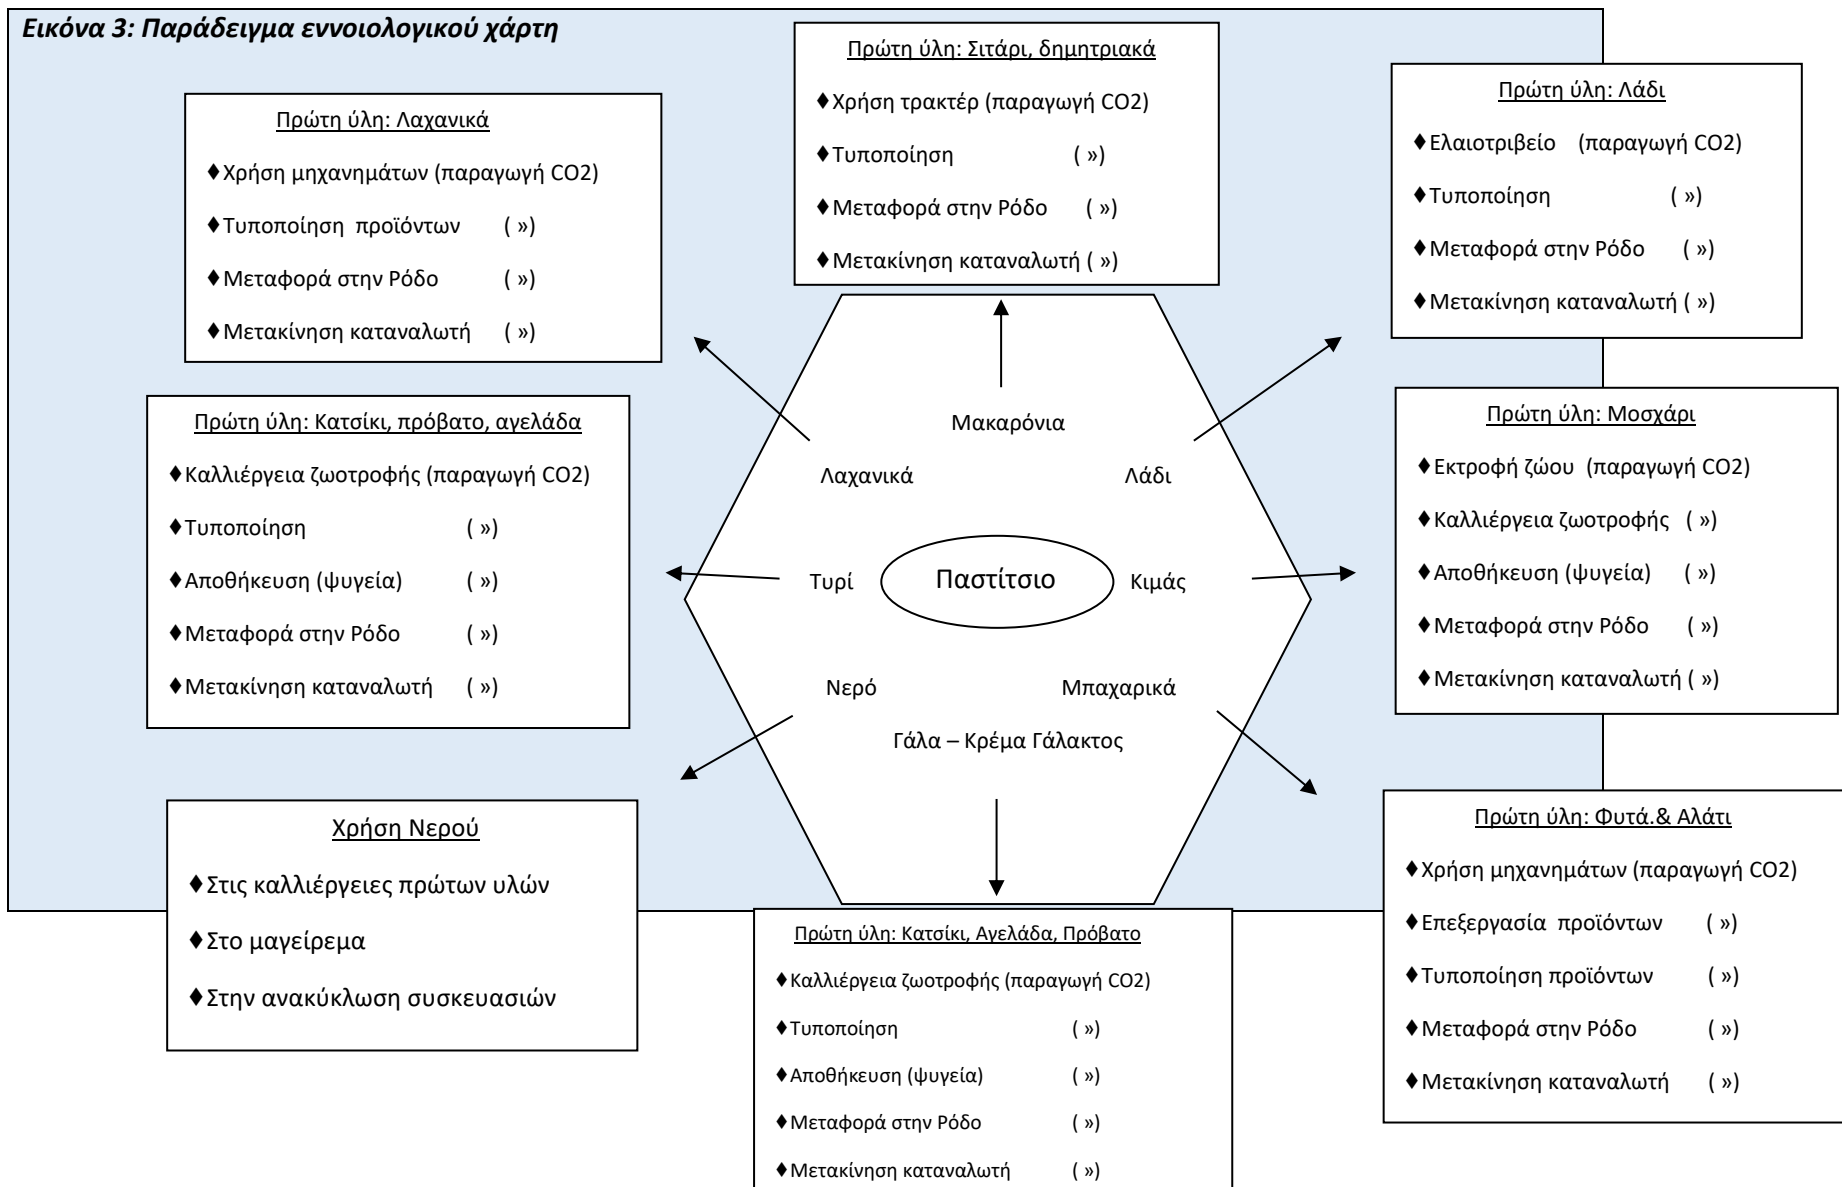 Εικόνα 3: Παράδειγμα εννοιολογικού χάρτη
Πρώτη ύλη: Λαχανικά
♦Χρήση μηχανημάτων (παραγωγή CO2)
♦Τυποποίηση προϊόντων ( »)
♦Μεταφορά στην Ρόδο ( »)
♦Μετακίνηση καταναλωτή ( »)
Πρώτη ύλη: Σιτάρι, δημητριακά
♦Χρήση τρακτέρ (παραγωγή CO2)
♦Τυποποίηση ( »)
♦Μεταφορά στην Ρόδο ( »)
♦Μετακίνηση καταναλωτή ( »)
Πρώτη ύλη: Λάδι
♦Ελαιοτριβείο (παραγωγή CO2)
♦Τυποποίηση ( »)
♦Μεταφορά στην Ρόδο ( »)
♦Μετακίνηση καταναλωτή ( »)
Πρώτη ύλη: Κατσίκι, πρόβατο, αγελάδα
♦Καλλιέργεια ζωοτροφής (παραγωγή CO2)
♦Τυποποίηση ( »)
♦Αποθήκευση (ψυγεία) ( »)
♦Μεταφορά στην Ρόδο ( »)
♦Μετακίνηση καταναλωτή ( »)
Μακαρόνια
Λαχανικά
Λάδι
Τυρί
Παστίτσιο
Κιμάς
Νερό
Μπαχαρικά
Γάλα – Κρέμα Γάλακτος
Πρώτη ύλη: Μοσχάρι
♦Εκτροφή ζώου (παραγωγή CO2)
♦Καλλιέργεια ζωοτροφής ( »)
♦Αποθήκευση (ψυγεία) ( »)
♦Μεταφορά στην Ρόδο ( »)
♦Μετακίνηση καταναλωτή ( »)
Χρήση Νερού
♦Στις καλλιέργειες πρώτων υλών
♦Στο μαγείρεμα
♦Στην ανακύκλωση συσκευασιών
Πρώτη ύλη: Κατσίκι, Αγελάδα, Πρόβατο
♦Καλλιέργεια ζωοτροφής (παραγωγή CO2)
♦Τυποποίηση ( »)
♦Αποθήκευση (ψυγεία) ( »)
♦Μεταφορά στην Ρόδο ( »)
♦Μετακίνηση καταναλωτή ( »)
Πρώτη ύλη: Φυτά.& Αλάτι
♦Χρήση μηχανημάτων (παραγωγή CO2)
♦Επεξεργασία προϊόντων ( »)
♦Τυποποίηση προϊόντων ( »)
♦Μεταφορά στην Ρόδο ( »)
♦Μετακίνηση καταναλωτή ( »)